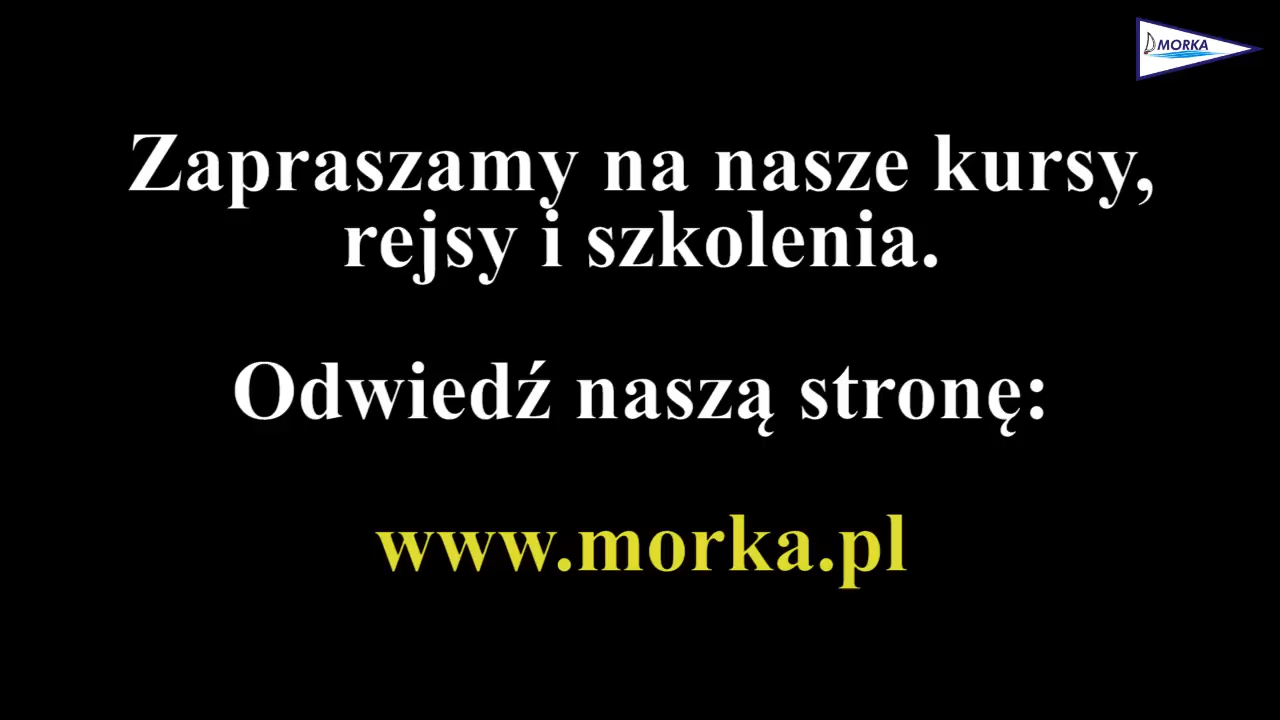 MORKA
Zapraszamy na nasze kursy,
rejsy i szkolenia.
Odwiedź naszą stronę:
www.morka.pl